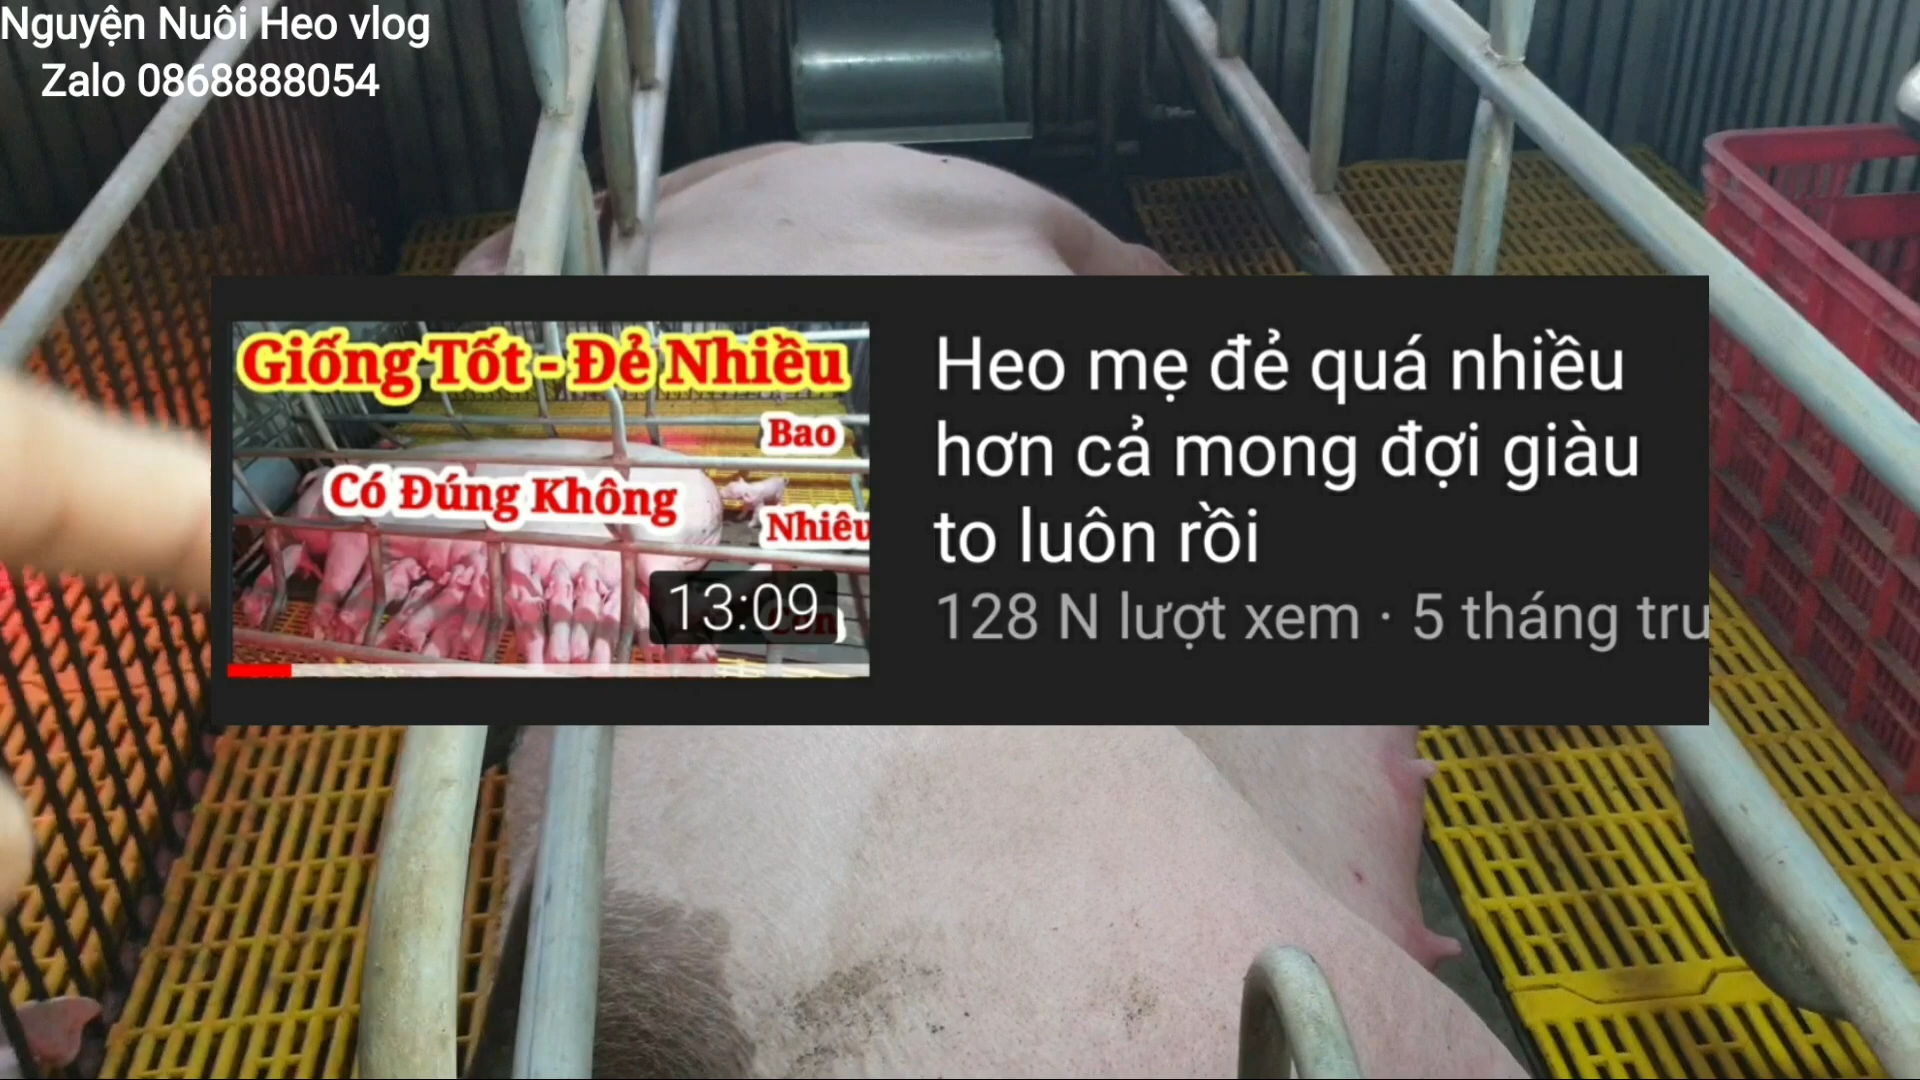 Nguyện Nuôi Heo vlog
Zalo 0868888054
Giống Tốt - Đẻ Nhiều
Bao
Có Đúng Không
Nhiêu
13:09
Heo mẹ đẻ quá nhiều
hơn cả mong đợi giàu
to luôn rồi
128 N lượt xem · 5 tháng trư